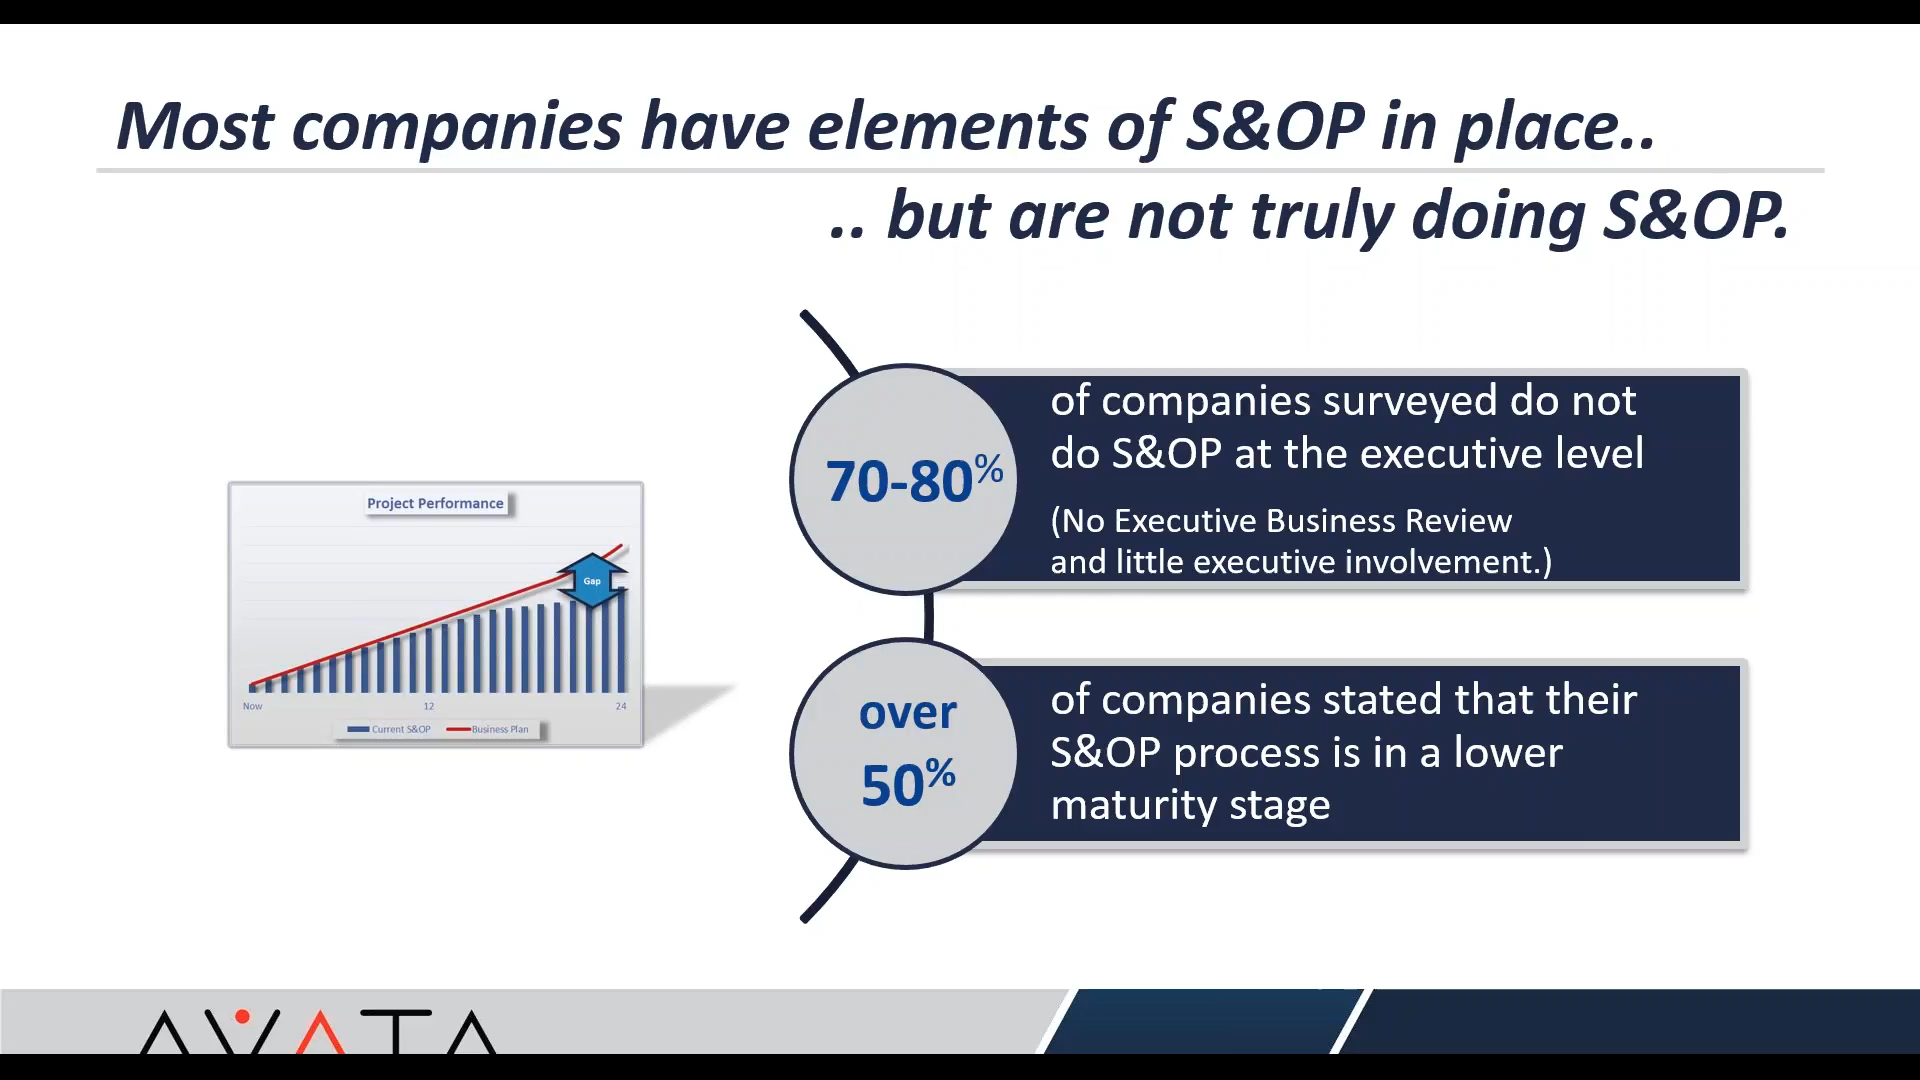 Most companies have elements of S&OP in place..
.. but are not truly doing S&OP.
Project Performance
Gap
Now 12 24
Current S&OP Business Plan
70-80%
of companies surveyed do not
do S&OP at the executive level
(No Executive Business Review
and little executive involvement.)
over
50%
of companies stated that their
S&OP process is in a lower
maturity stage
AVATA